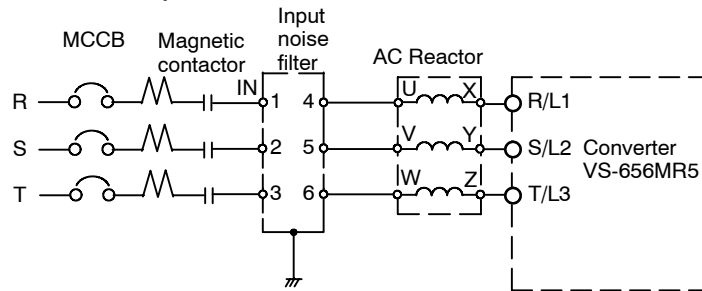 MCCB
Magnetic
contactor
Input
noise
filter
AC Reactor
IN
R
1
4
U
X
R/L1
S
2
5
V
Y
S/L2
Converter
VS-656MR5
T
3
6
W
Z
T/L3